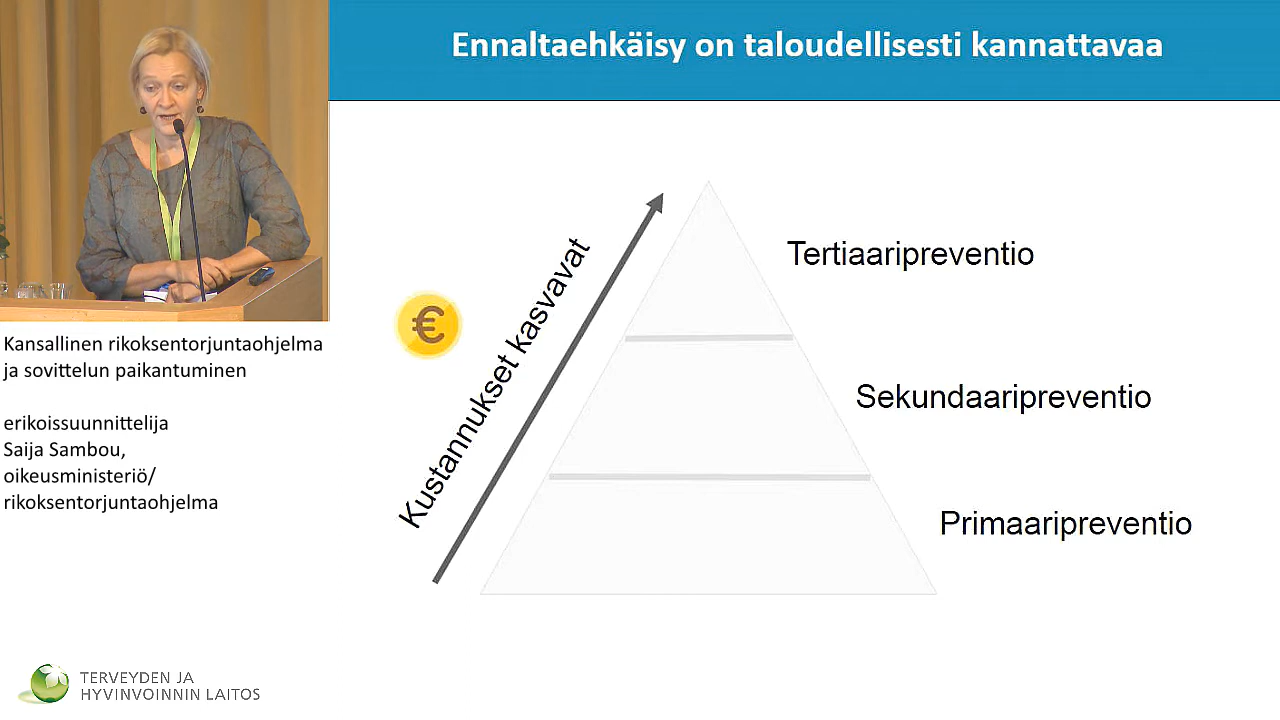 Ennaltaehkäisy on taloudellisesti kannattavaa
Kustannukset kasvavat
€
Tertiaaripreventio
Sekundaaripreventio
Primaaripreventio
Kansallinen rikoksentorjuntaohjelma
ja sovittelun paikantuminen
erikoissuunnittelija
Saija Sambou,
oikeusministeriö/
rikoksentorjuntaohjelma
TERVEYDEN JA
HYVINVOINNIN LAITOS